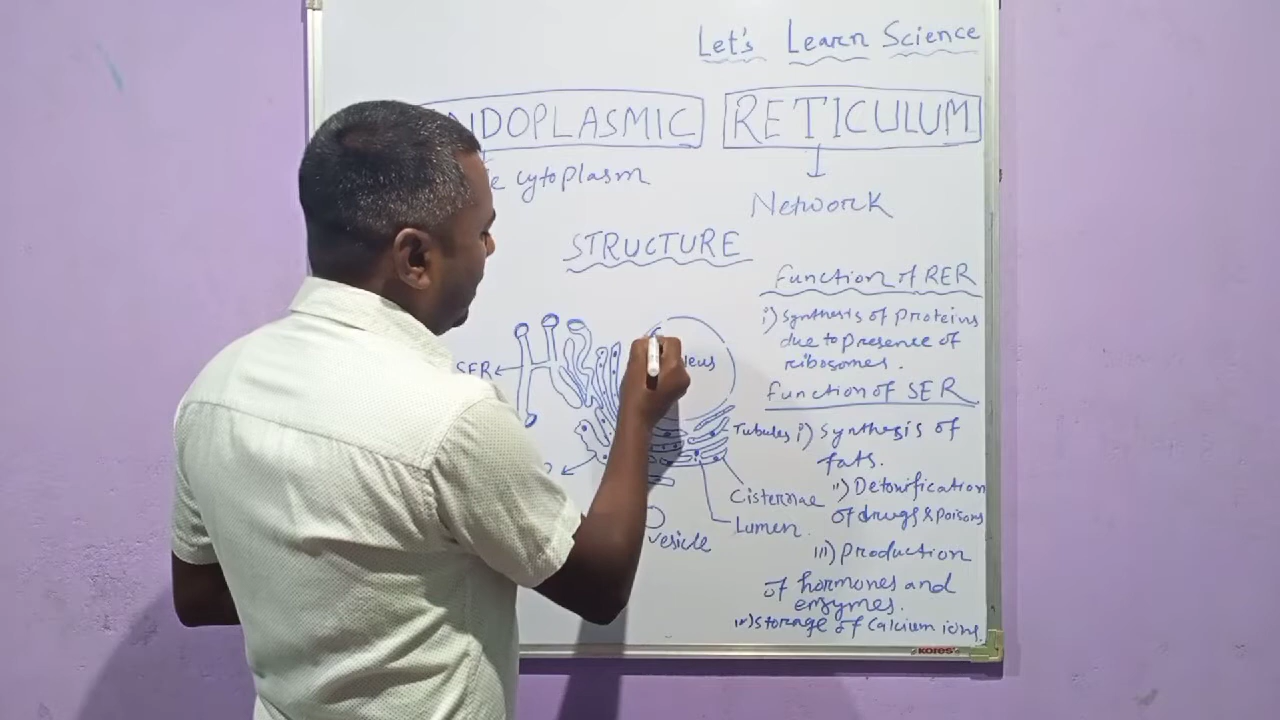 Let's Learn Science
NDOPLASMIC RETICULUM
cytoplasm
Network
STRUCTURE
Function of RER
i) Synthesis of proteins
due to presence of
ribosomes.
Function of SER
SER
leus
Tubules
i) Synthesis of
fats.
ii) Detonification
of drugs & poisons
Cisternae
Lumen.
vesicle
iii) Production
of hormones and
enzymes.
iv) Storage of calcium ions.
KORES